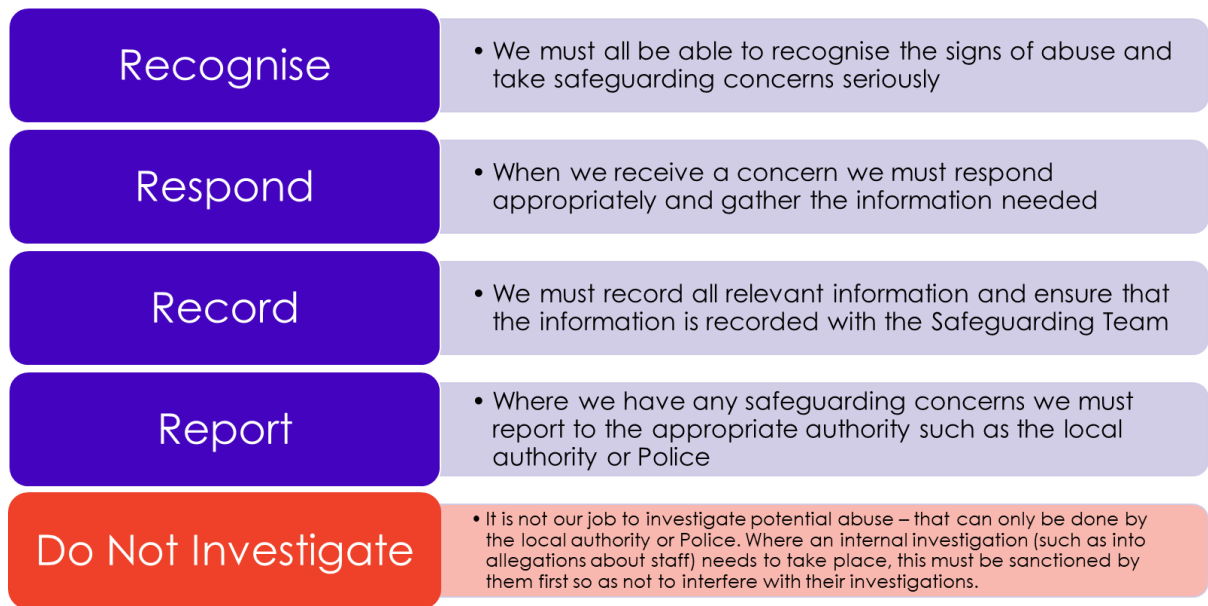 Recognise
• We must all be able to recognise the signs of abuse and
take safeguarding concerns seriously
Respond
• When we receive a concern we must respond
appropriately and gather the information needed
Record
• We must record all relevant information and ensure that
the information is recorded with the Safeguarding Team
Report
• Where we have any safeguarding concerns we must
report to the appropriate authority such as the local
authority or Police
Do Not Investigate
• It is not our job to investigate potential abuse – that can only be done by
the local authority or Police. Where an internal investigation (such as into
allegations about staff) needs to take place, this must be sanctioned by
them first so as not to interfere with their investigations.